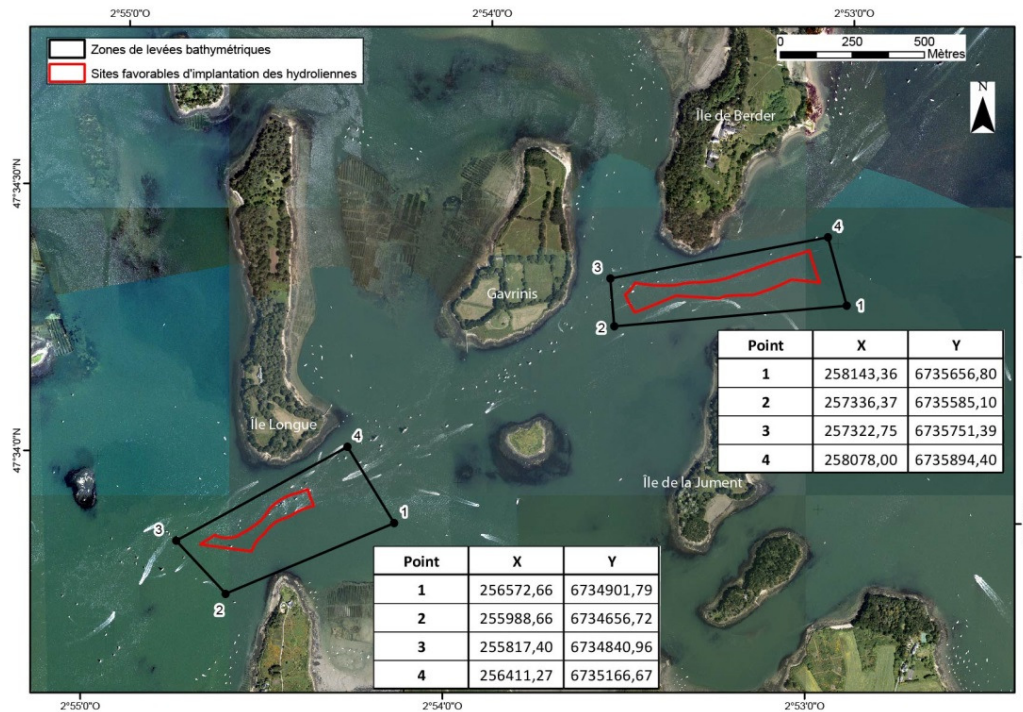 2°55'0"O 2°54'0"O 2°53'0"O
Zones de levées bathymétriques
Sites favorables d'implantation des hydroliennes
0 250 500
Mètres
N
Île de Berder
47°34'30"N
4
3
Gavrinis
1
2
Point X Y
1 258143,36 6735656,80
2 257336,37 6735585,10
3 257322,75 6735751,39
4 258078,00 6735894,40
Île Longue
4
47°34'0"N
Île de la Jument
1
3
2
Point X Y
1 256572,66 6734901,79
2 255988,66 6734656,72
3 255817,40 6734840,96
4 256411,27 6735166,67
2°55'0"O 2°54'0"O 2°53'0"O